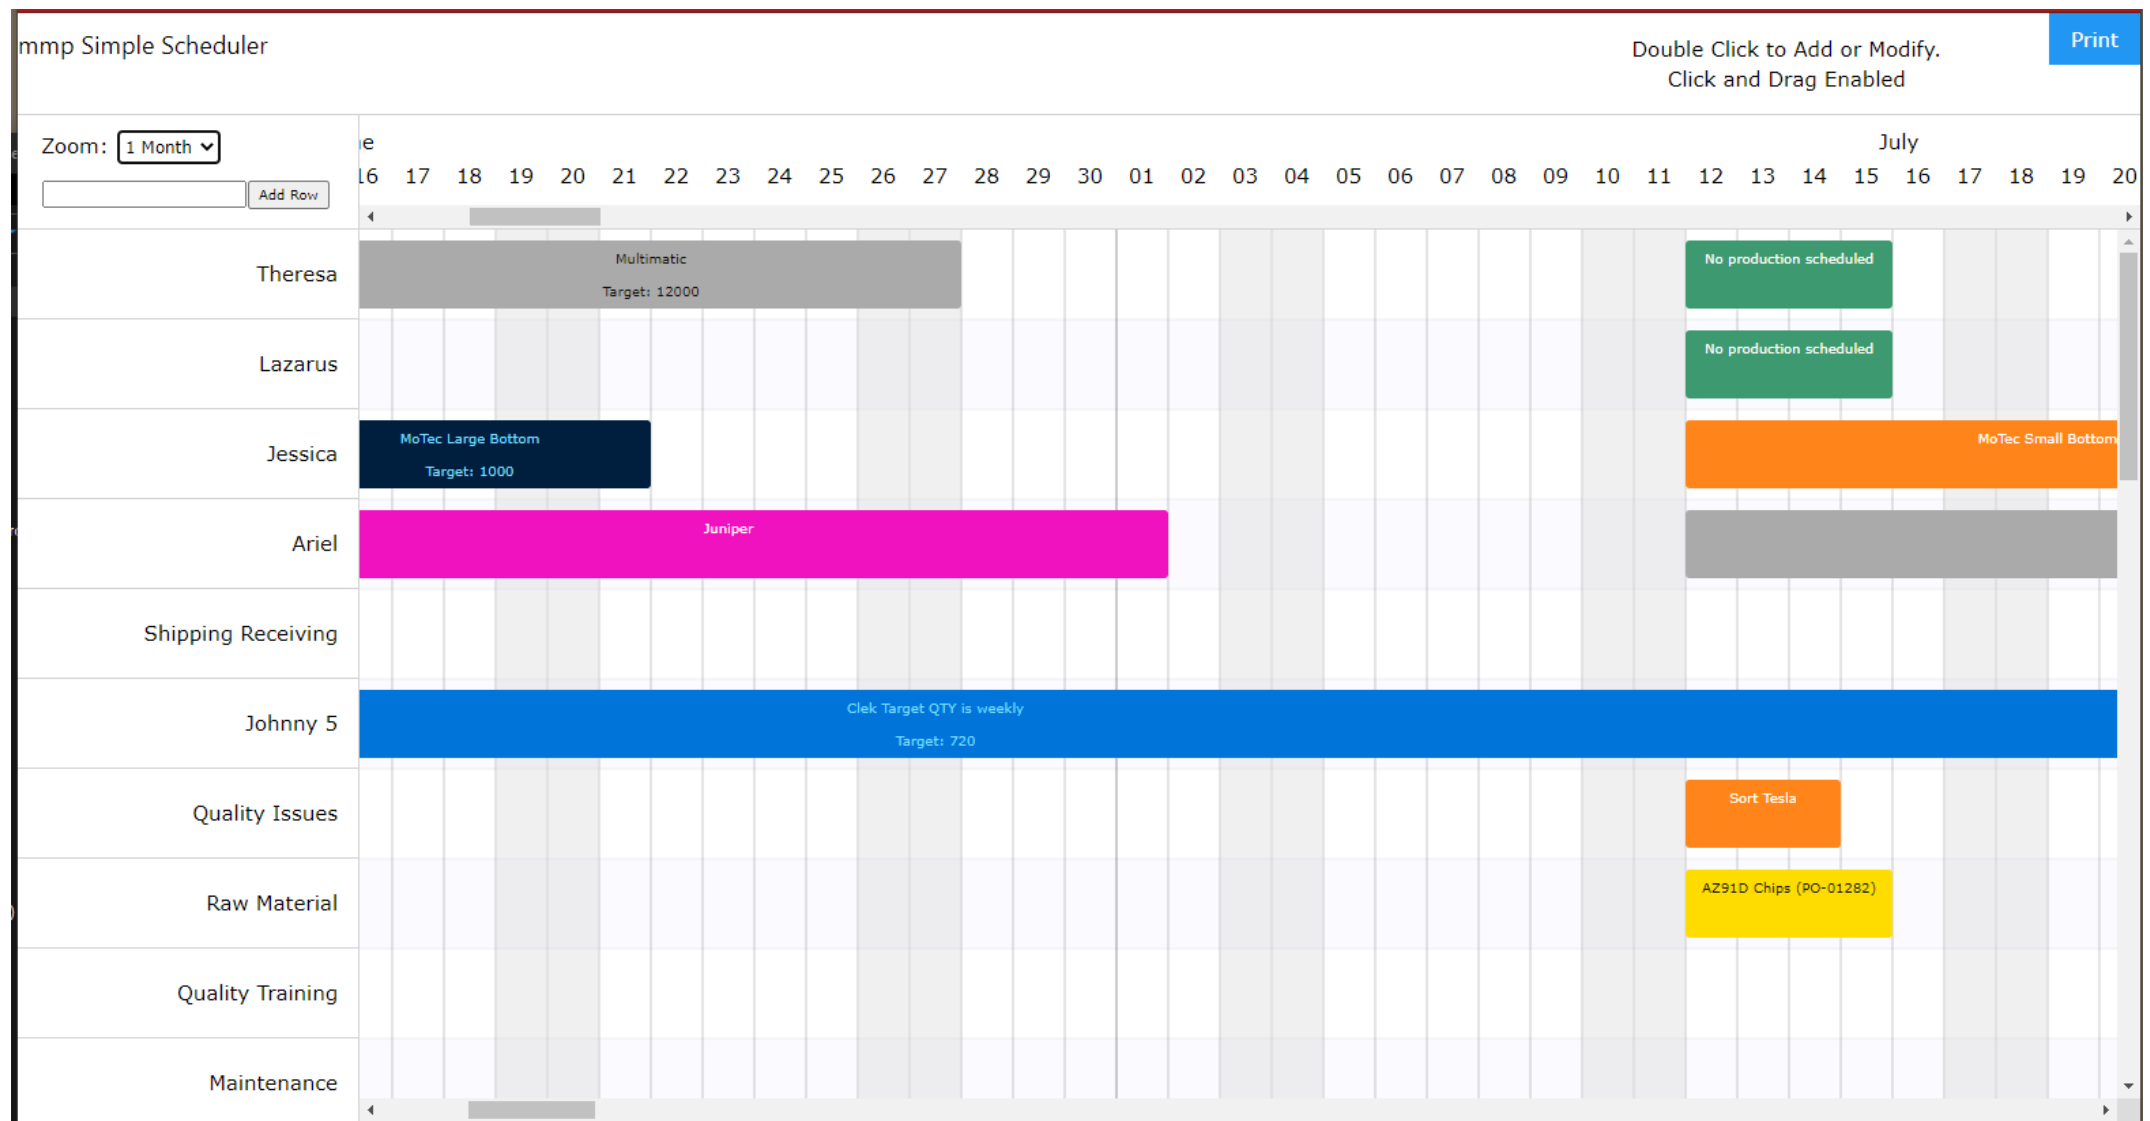 mmp Simple Scheduler
Double Click to Add or Modify.
Click and Drag Enabled
Print
Zoom: 1 Month
Add Row
July
16 17 18 19 20 21 22 23 24 25 26 27 28 29 30 01 02 03 04 05 06 07 08 09 10 11 12 13 14 15 16 17 18 19 20
Theresa
Multimatic
Target: 12000
No production scheduled
Lazarus
No production scheduled
Jessica
MoTec Large Bottom
Target: 1000
MoTec Small Bottom
Ariel
Juniper
Shipping Receiving
Johnny 5
Clek Target QTY is weekly
Target: 720
Quality Issues
Sort Tesla
Raw Material
AZ91D Chips (PO-01282)
Quality Training
Maintenance